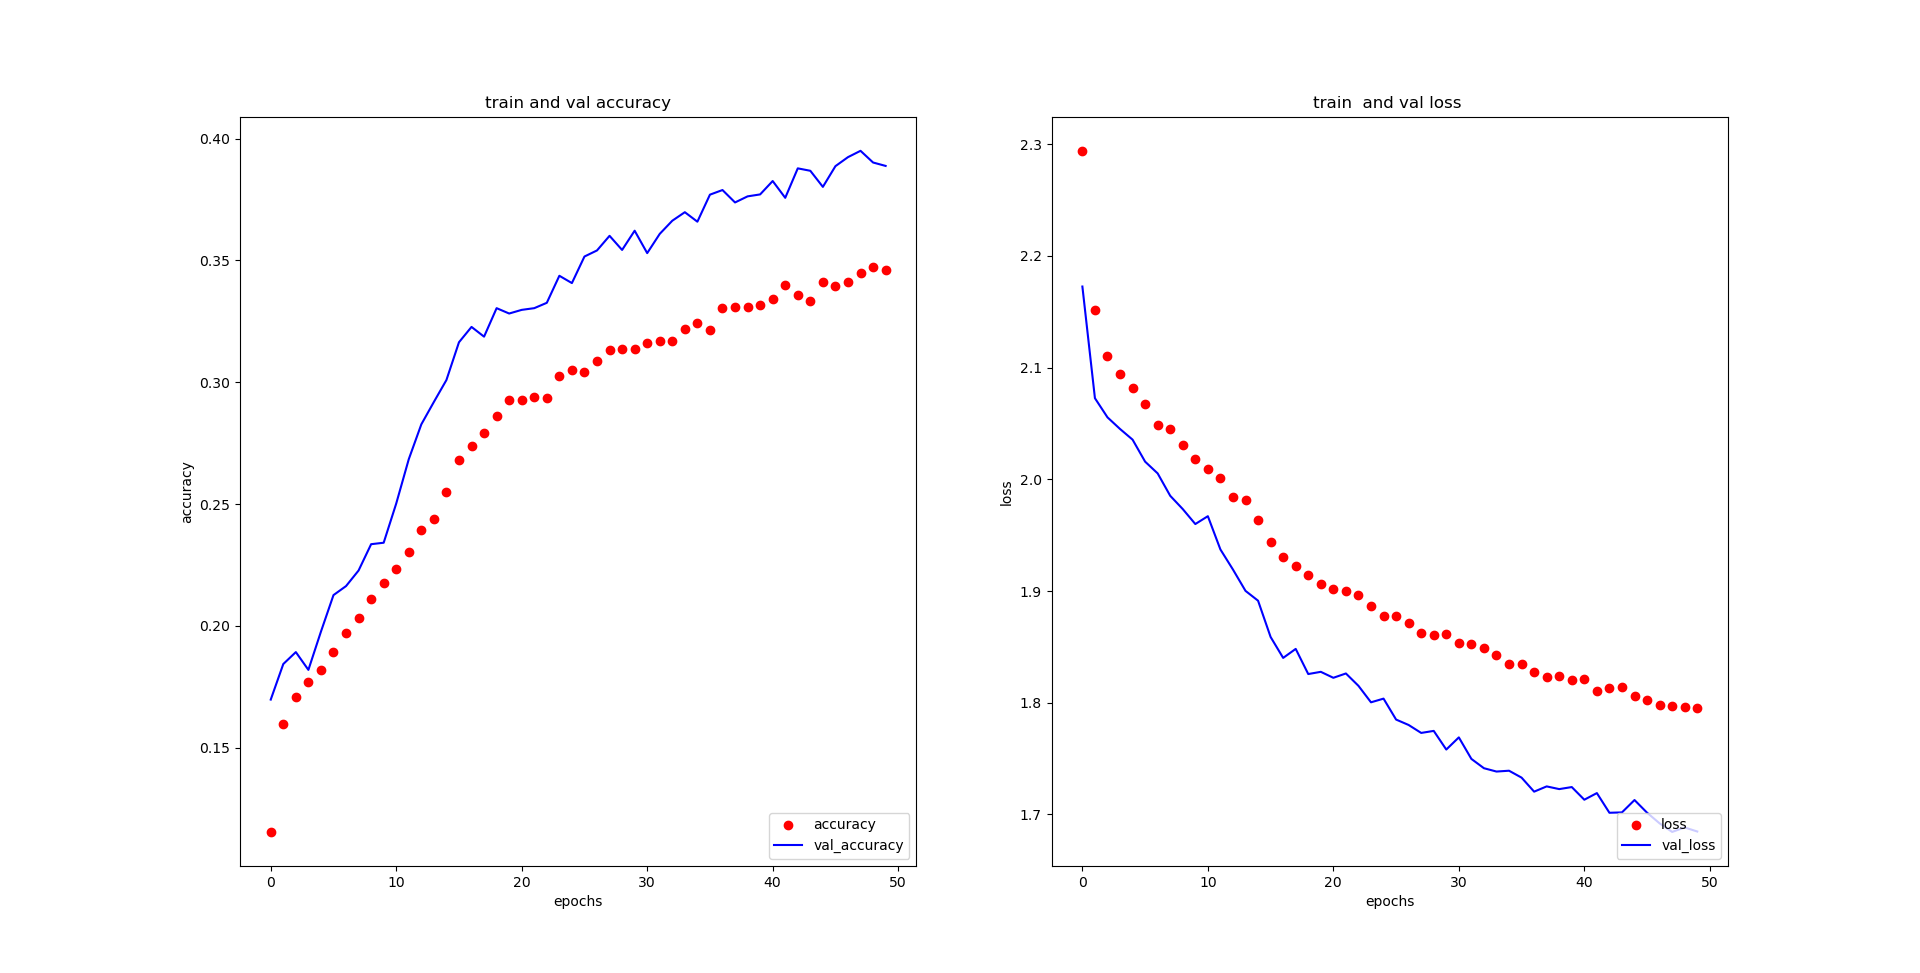 train and val accuracy
0.40
0.35
0.30
0.25
0.20
0.15
accuracy
0 10 20 30 40 50
epochs
accuracy
val_accuracy
train  and val loss
2.3
2.2
2.1
2.0
1.9
1.8
1.7
loss
0 10 20 30 40 50
epochs
loss
val_loss